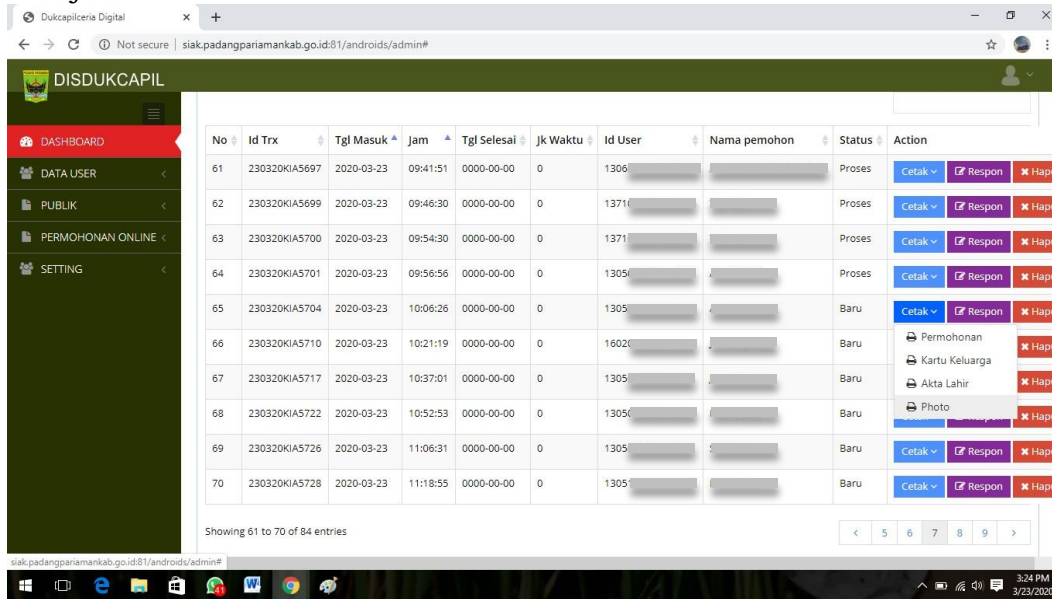 Dukcapilceria Digital
Not secure | siak.padangpariamankab.go.id:81/androids/admin#
DISDUKCAPIL
DASHBOARD
DATA USER
PUBLIK
PERMOHONAN ONLINE
SETTING
No Id Trx Tgl Masuk Jam Tgl Selesai Jk Waktu Id User Nama pemohon Status Action
61 230320KIA5697 2020-03-23 09:41:51 0000-00-00 0 1306 Proses Cetak Respon Hap
62 230320KIA5699 2020-03-23 09:46:30 0000-00-00 0 1371 Proses Cetak Respon Hap
63 230320KIA5700 2020-03-23 09:54:30 0000-00-00 0 1371 Proses Cetak Respon Hap
64 230320KIA5701 2020-03-23 09:56:56 0000-00-00 0 1305 Proses Cetak Respon Hap
65 230320KIA5704 2020-03-23 10:06:26 0000-00-00 0 1305 Baru Cetak Respon Hap
Permohonan
66 230320KIA5710 2020-03-23 10:21:19 0000-00-00 0 1602 Baru Hap
Kartu Keluarga
67 230320KIA5717 2020-03-23 10:37:01 0000-00-00 0 1305 Baru Hap
Akta Lahir
Photo
68 230320KIA5722 2020-03-23 10:52:53 0000-00-00 0 1305 Baru Hap
69 230320KIA5726 2020-03-23 11:06:31 0000-00-00 0 1305 Baru Cetak Respon Hap
70 230320KIA5728 2020-03-23 11:18:55 0000-00-00 0 1305 Baru Cetak Respon Hap
Showing 61 to 70 of 84 entries
< 5 6 7 8 9 >
siak.padangpariamankab.go.id:81/androids/admin#
41
3:24 PM
3/23/2020